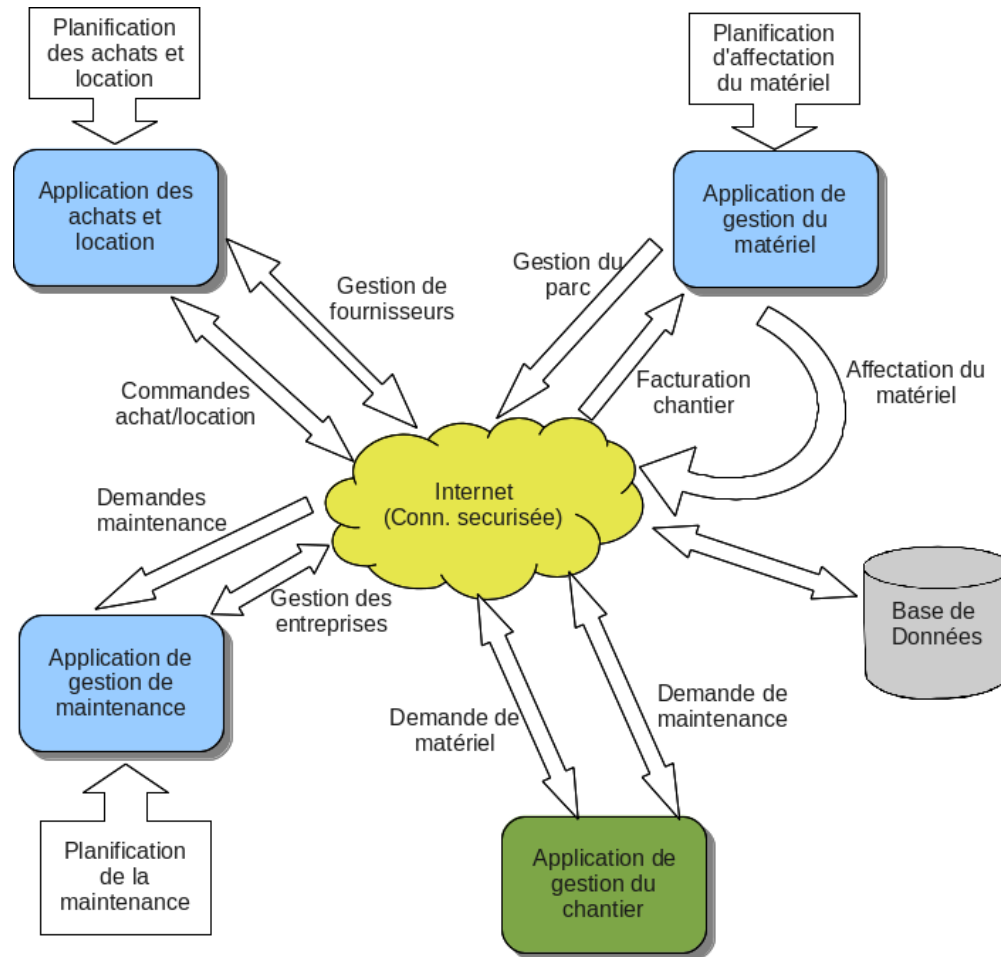 Planification
des achats et
location
Planification
d'affectation
du matériel
Application des
achats et
location
Application de
gestion du
matériel
Gestion de
fournisseurs
Gestion du
parc
Commandes
achat/location
Facturation
chantier
Affectation du
matériel
Demandes
maintenance
Internet
(Conn. securisée)
Gestion des
entreprises
Base de
Données
Application de
gestion de
maintenance
Demande de
matériel
Demande de
maintenance
Planification
de la
maintenance
Application de
gestion du
chantier